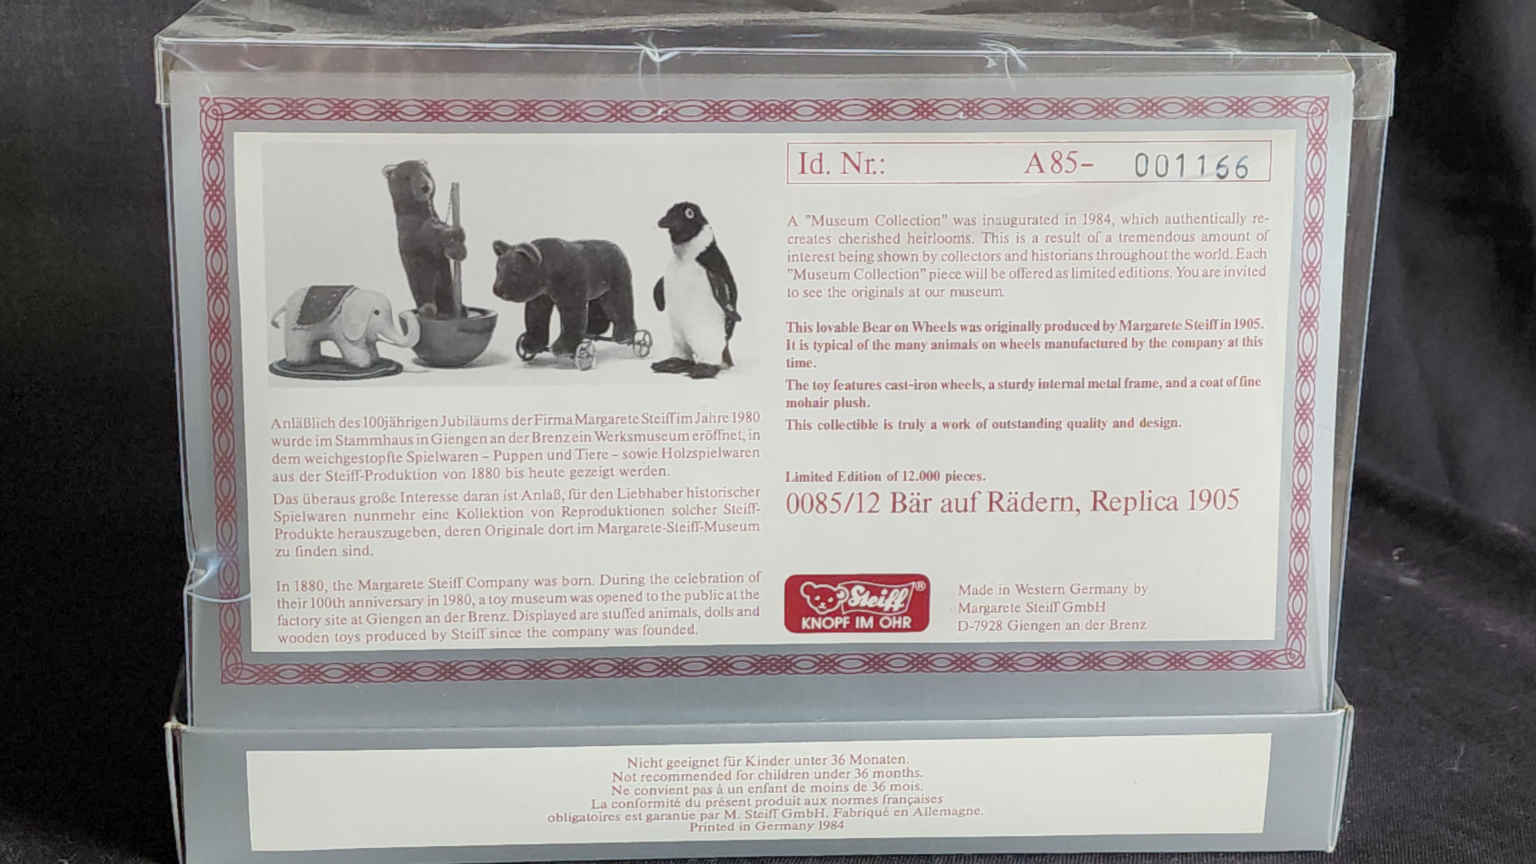 Anläßlich des 100jährigen Jubiläums der Firma Margarete Steiff im Jahre 1980
wurde im Stammhaus in Giengen an der Brenz ein Werksmuseum eröffnet, in
dem weichgestopfte Spielwaren – Puppen und Tiere – sowie Holzspielwaren
aus der Steiff-Produktion von 1880 bis heute gezeigt werden.
Das überaus große Interesse daran ist Anlaß, für den Liebhaber historischer
Spielwaren nunmehr eine Kollektion von Reproduktionen solcher Steiff-
Produkte herauszugeben, deren Originale dort im Margarete-Steiff-Museum
zu finden sind.
In 1880, the Margarete Steiff Company was born. During the celebration of
their 100th anniversary in 1980, a toy museum was opened to the public at the
factory site at Giengen an der Brenz. Displayed are stuffed animals, dolls and
wooden toys produced by Steiff since the company was founded.
Id. Nr.: A 85– 001166
A "Museum Collection" was inaugurated in 1984, which authentically re-
creates cherished heirlooms. This is a result of a tremendous amount of
interest being shown by collectors and historians throughout the world. Each
"Museum Collection" piece will be offered as limited editions. You are invited
to see the originals at our museum.
This lovable Bear on Wheels was originally produced by Margarete Steiff in 1905.
It is typical of the many animals on wheels manufactured by the company at this
time.
The toy features cast-iron wheels, a sturdy internal metal frame, and a coat of fine
mohair plush.
This collectible is truly a work of outstanding quality and design.
Limited Edition of 12.000 pieces.
0085/12 Bär auf Rädern, Replica 1905
Steiff ®
KNOPF IM OHR
Made in Western Germany by
Margarete Steiff GmbH
D-7928 Giengen an der Brenz
Nicht geeignet für Kinder unter 36 Monaten.
Not recommended for children under 36 months.
Ne convient pas à un enfant de moins de 36 mois.
La conformité du présent produit aux normes françaises
obligatoires est garantie par M. Steiff GmbH. Fabriqué en Allemagne.
Printed in Germany 1984